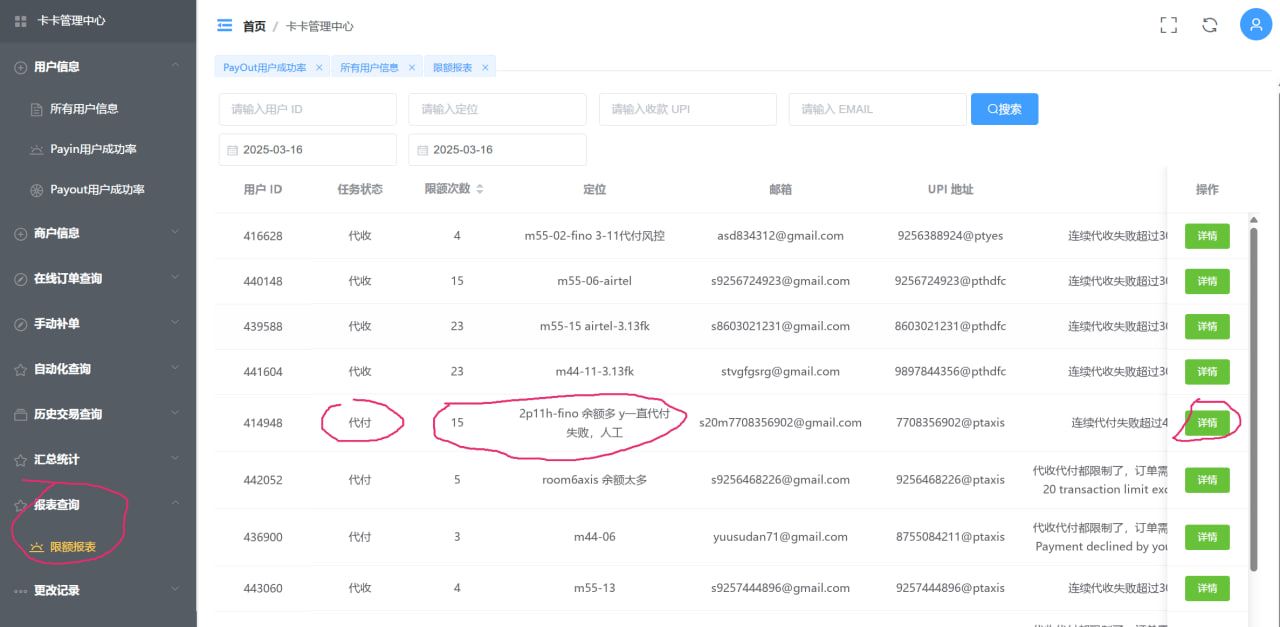 卡卡管理中心
首页 / 卡卡管理中心
用户信息
所有用户信息
Payin用户成功率
Payout用户成功率
商户信息
在线订单查询
手动补单
自动化查询
历史交易查询
汇总统计
报表查询
限额报表
更改记录
PayOut用户成功率 × 所有用户信息 × 限额报表 ×
请输入用户 ID 请输入定位 请输入收款 UPI 请输入 EMAIL 搜索
2025-03-16 2025-03-16
用户 ID 任务状态 限额次数 定位 邮箱 UPI 地址 操作
416628 代收 4 m55-02-fino 3-11代付风控 asd834312@gmail.com 9256388924@ptyes 连续代收失败超过30 详情
440148 代收 15 m55-06-airtel s9256724923@gmail.com 9256724923@pthdfc 连续代收失败超过30 详情
439588 代收 23 m55-15 airtel-3.13fk s8603021231@gmail.com 8603021231@pthdfc 连续代收失败超过30 详情
441604 代收 23 m44-11-3.13fk stvgfgsrg@gmail.com 9897844356@pthdfc 连续代收失败超过30 详情
414948 代付 15 2p11h-fino 余额多 y一直代付
失败，人工 s20m7708356902@gmail.com 7708356902@ptaxis 连续代付失败超过4 详情
442052 代付 5 room6axis 余额太多 s9256468226@gmail.com 9256468226@ptaxis 代收代付都限制了，订单需
20 transaction limit exc 详情
436900 代付 3 m44-06 yuusudan71@gmail.com 8755084211@ptaxis 代收代付都限制了，订单需
Payment declined by you 详情
443060 代收 4 m55-13 s9257444896@gmail.com 9257444896@ptaxis 连续代收失败超过30 详情